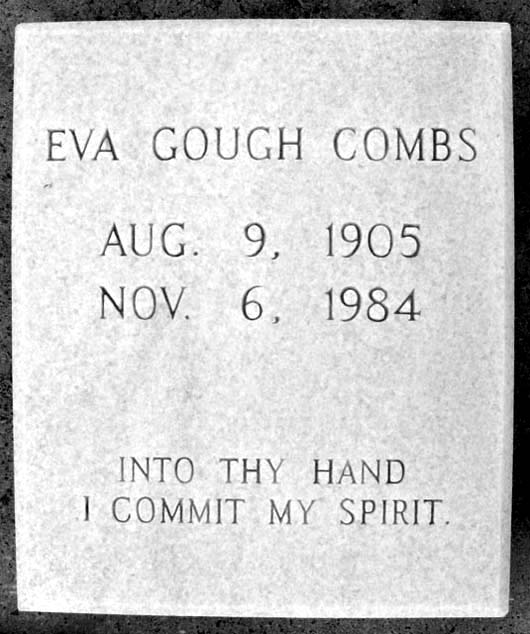 EVA GOUGH COMBS
AUG. 9, 1905
NOV. 6, 1984
INTO THY HAND
I COMMIT MY SPIRIT.